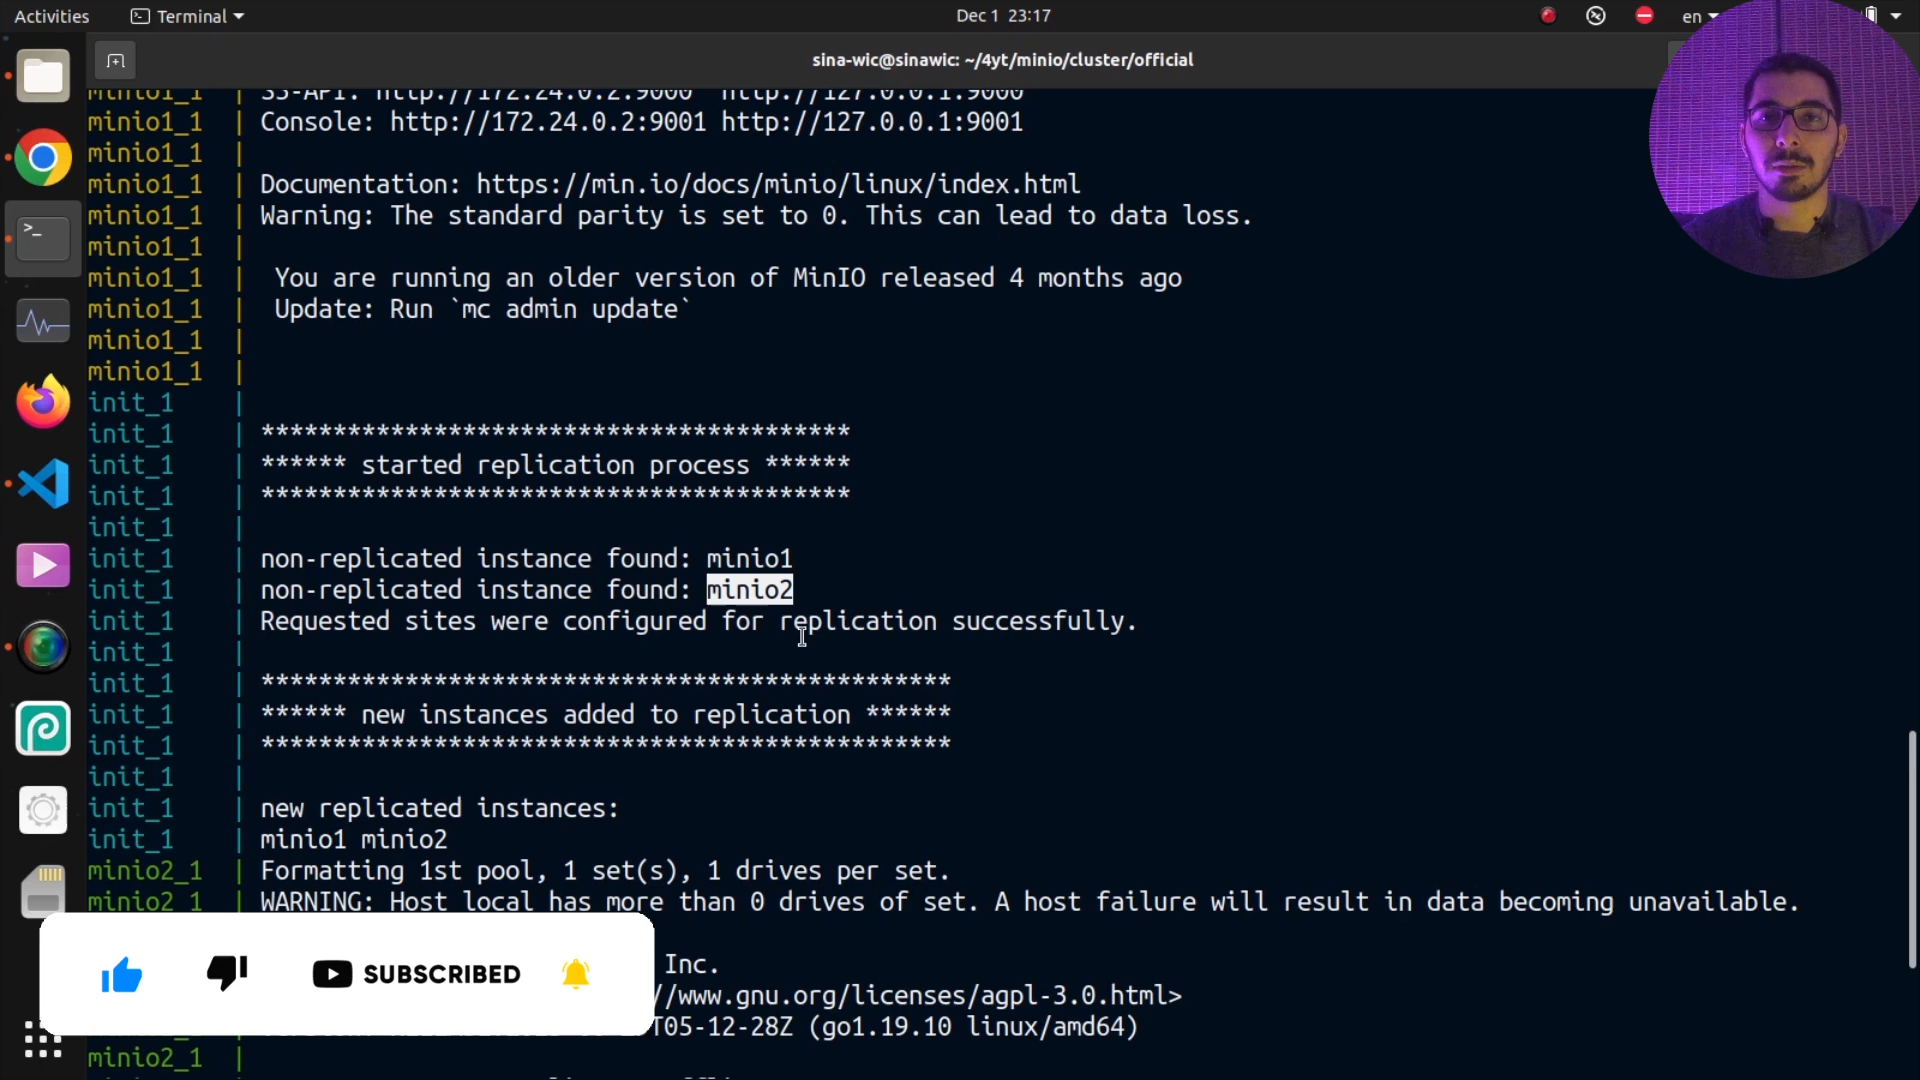 Activities
Terminal
Dec 1 23:17
en
sina-wic@sinawic: ~/4yt/minio/cluster/official
minio1_1 | S3-API: http://172.24.0.2:9000 http://127.0.0.1:9000
minio1_1 | Console: http://172.24.0.2:9001 http://127.0.0.1:9001
minio1_1 |
minio1_1 | Documentation: https://min.io/docs/minio/linux/index.html
minio1_1 | Warning: The standard parity is set to 0. This can lead to data loss.
minio1_1 |
minio1_1 | You are running an older version of MinIO released 4 months ago
minio1_1 | Update: Run `mc admin update`
minio1_1 |
minio1_1 |
init_1 |
init_1 | *****************************************
init_1 | ****** started replication process ******
init_1 | *****************************************
init_1 |
init_1 | non-replicated instance found: minio1
init_1 | non-replicated instance found: minio2
init_1 | Requested sites were configured for replication successfully.
init_1 |
init_1 | ************************************************
init_1 | ****** new instances added to replication ******
init_1 | ************************************************
init_1 |
init_1 | new replicated instances:
init_1 | minio1 minio2
minio2_1 | Formatting 1st pool, 1 set(s), 1 drives per set.
minio2_1 | WARNING: Host local has more than 0 drives of set. A host failure will result in data becoming unavailable.
Inc.
//www.gnu.org/licenses/agpl-3.0.html>
T05-12-28Z (go1.19.10 linux/amd64)
minio2_1 |
SUBSCRIBED